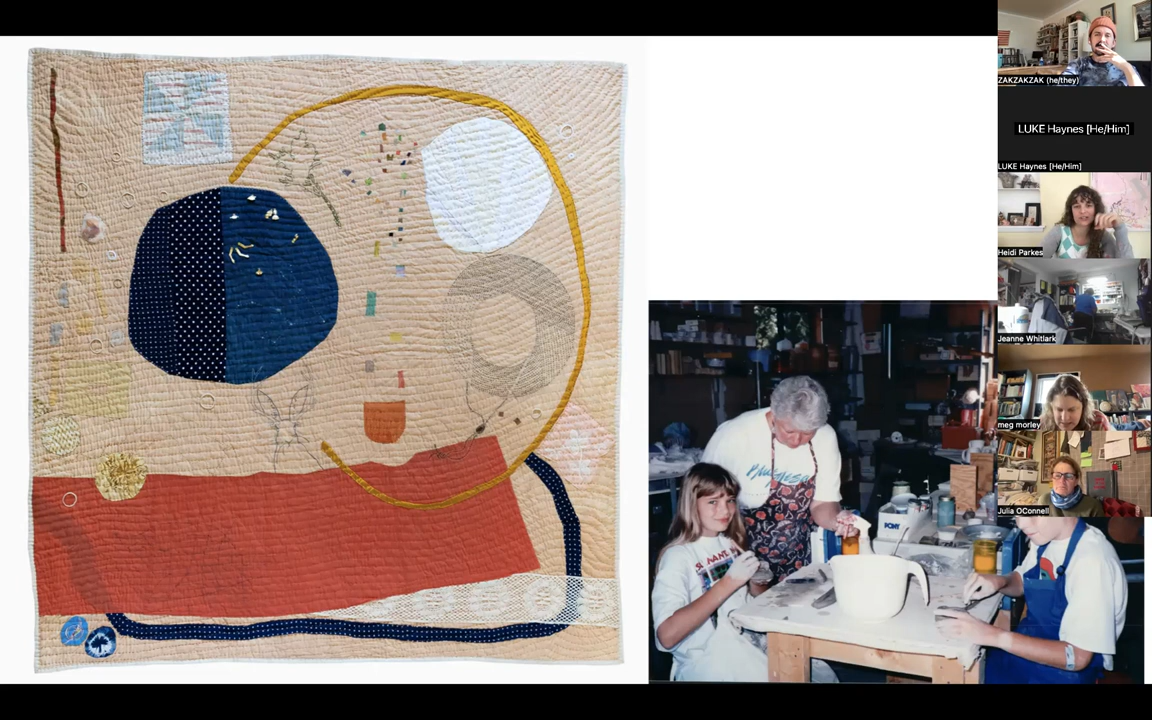 ZAKZAKZAK (he/they)
LUKE Haynes [He/Him]
LUKE Haynes [He/Him]
Heidi Parkes
Jeanne Whitlark
meg morley
Julia OConnell
PONY